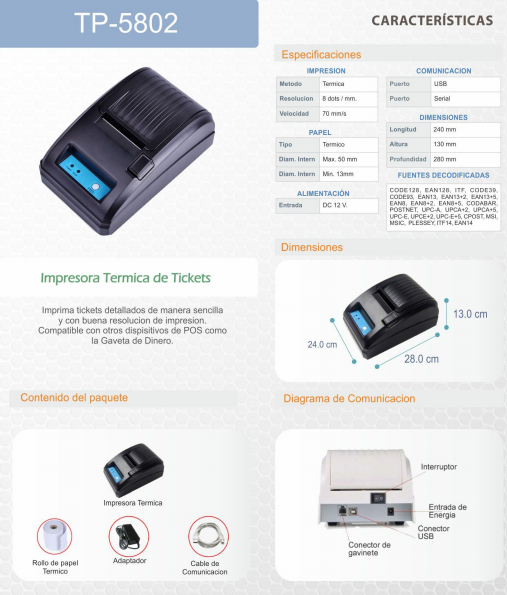 TP-5802
CARACTERÍSTICAS
Especificaciones
IMPRESION
Metodo Termica
Resolucion 8 dots / mm.
Velocidad 70 mm/s
PAPEL
Tipo Termico
Diam. Intern Max. 50 mm
Diam. Intern Min. 13mm
ALIMENTACIÓN
Entrada DC 12 V.
COMUNICACION
Puerto USB
Puerto Serial
DIMENSIONES
Longitud 240 mm
Altura 130 mm
Profundidad 280 mm
FUENTES DECODIFICADAS
CODE128, EAN128, ITF, CODE39,
CODE93, EAN13, EAN13+2, EAN13+5,
EAN8, EAN8+2, EAN8+5, CODABAR,
POSTNET, UPC-A, UPCA+2, UPCA+5,
UPC-E, UPCE+2,UPC-E+5, CPOST, MSI,
MSIC, PLESSEY, ITF14, EAN14
Impresora Termica de Tickets
Imprima tickets detallados de manera sencilla
y con buena resolucion de impresion.
Compatible con otros dispisitivos de POS como
la Gaveta de Dinero.
Dimensiones
13.0 cm
24.0 cm
28.0 cm
Contenido del paquete
Impresora Termica
Rollo de papel
Termico
Adaptador
Cable de
Comunicacion
Diagrama de Comunicacion
Interruptor
Entrada de
Energia
Conector
USB
Conector de
gavinete